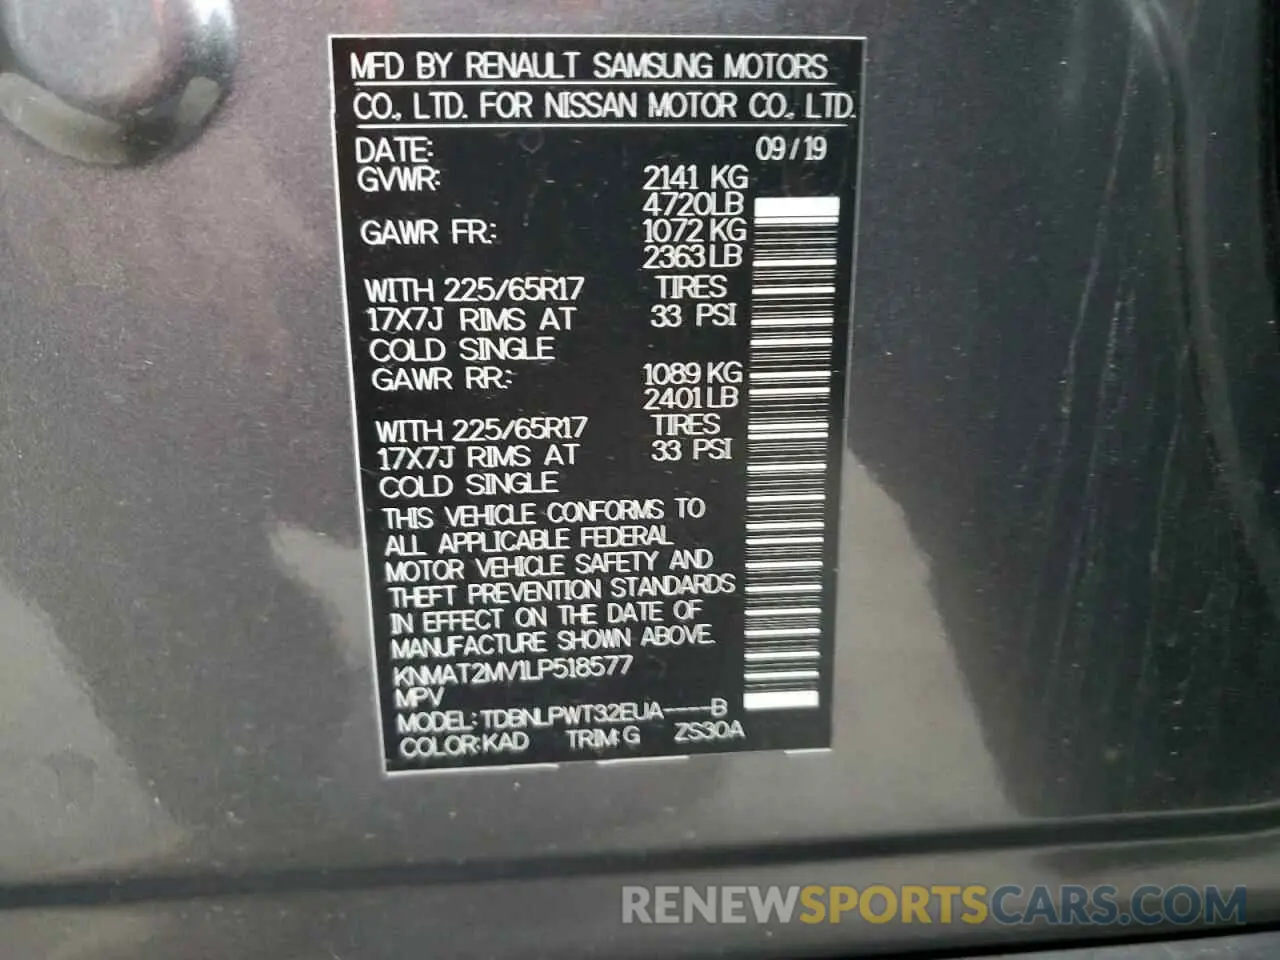 MFD BY RENAULT SAMSUNG MOTORS
CO., LTD. FOR NISSAN MOTOR CO., LTD.
DATE: 09/19
GVWR: 2141 KG
4720LB
GAWR FR: 1072 KG
2363 LB
WITH 225/65R17 TIRES
17X7J RIMS AT 33 PSI
COLD SINGLE
GAWR RR: 1089 KG
2401 LB
WITH 225/65R17 TIRES
17X7J RIMS AT 33 PSI
COLD SINGLE
THIS VEHICLE CONFORMS TO
ALL APPLICABLE FEDERAL
MOTOR VEHICLE SAFETY AND
THEFT PREVENTION STANDARDS
IN EFFECT ON THE DATE OF
MANUFACTURE SHOWN ABOVE.
KNMAT2MV1LP518577
MPV
MODEL: TDBNLPWT32EUA----B
COLOR:KAD TRIM:G ZS30A
RENEWSPORTSCARS.COM